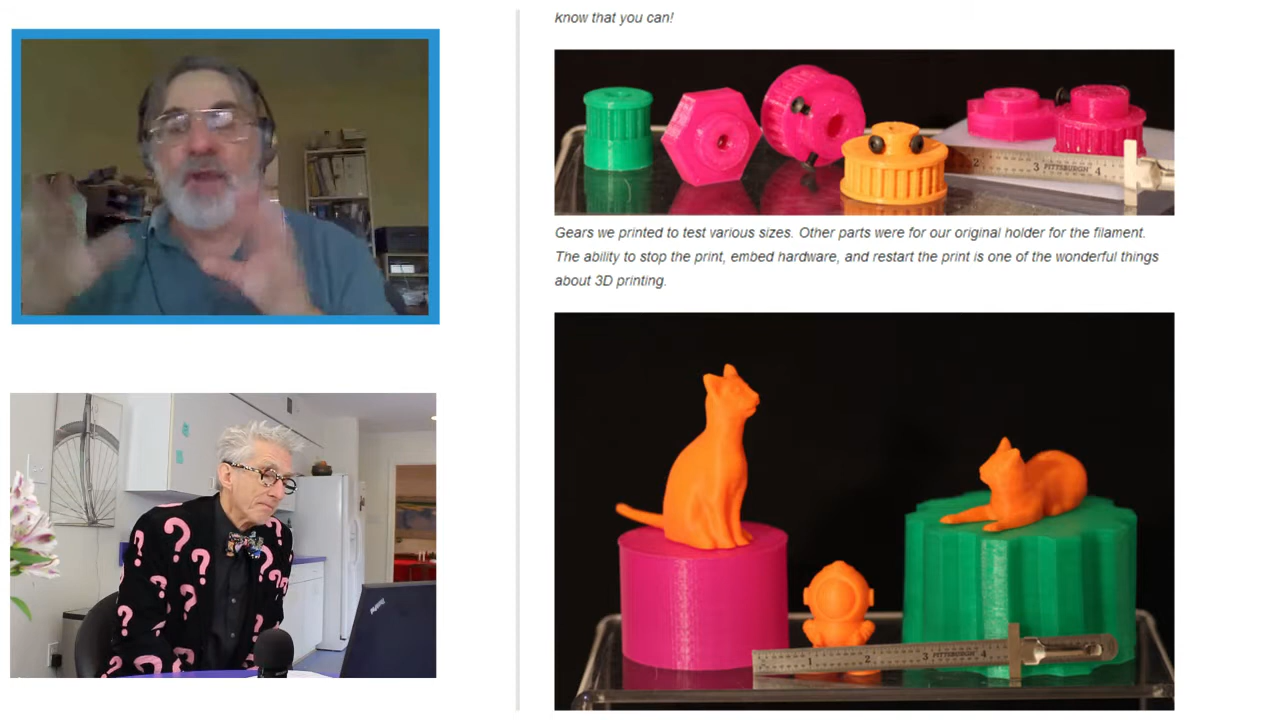 know that you can!
2 3 PITTSBURGH 4
Gears we printed to test various sizes. Other parts were for our original holder for the filament.
The ability to stop the print, embed hardware, and restart the print is one of the wonderful things
about 3D printing.
? ? ? ? ? ? ?
ThinkPad
1 2 3 PITTSBURGH 4